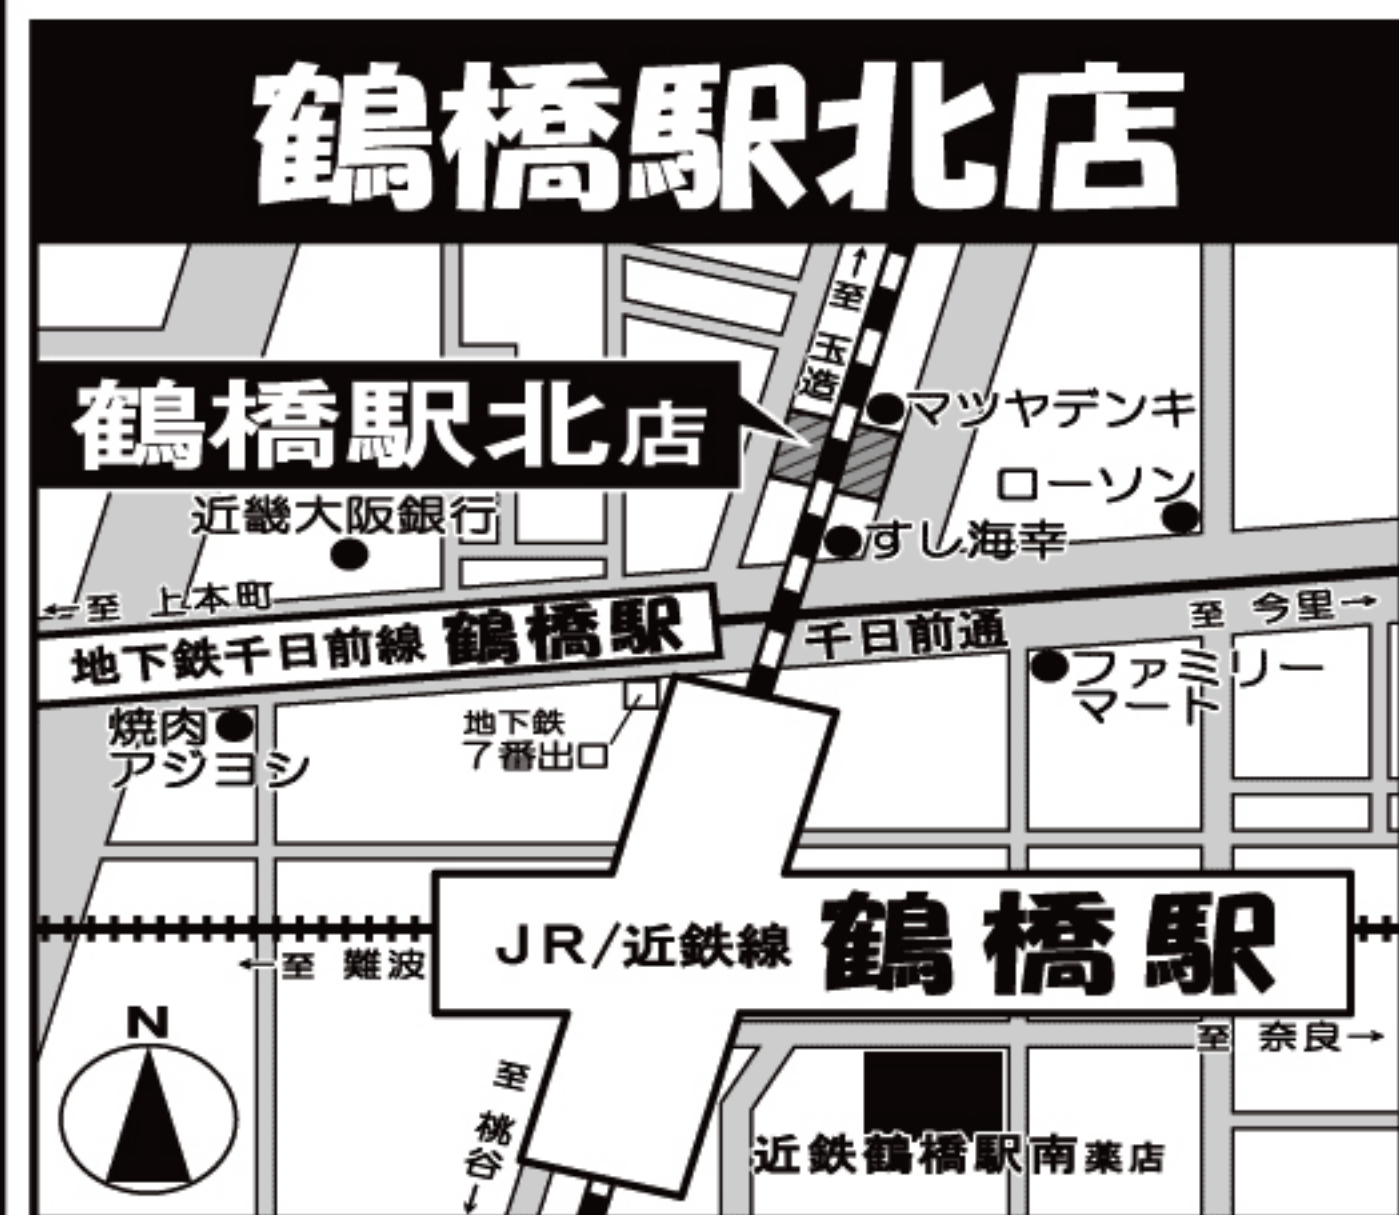 鶴橋駅北店
↑至 玉造
鶴橋駅北店
マツヤデンキ
ローソン
近畿大阪銀行
すし海幸
←至 上本町
至 今里→
地下鉄千日前線 鶴橋駅
千日前通
ファミリー
マート
焼肉
アジヨシ
地下鉄
7番出口
JR/近鉄線 鶴橋駅
←至 難波
N
至 奈良→
至 桃谷↓
近鉄鶴橋駅南薬店